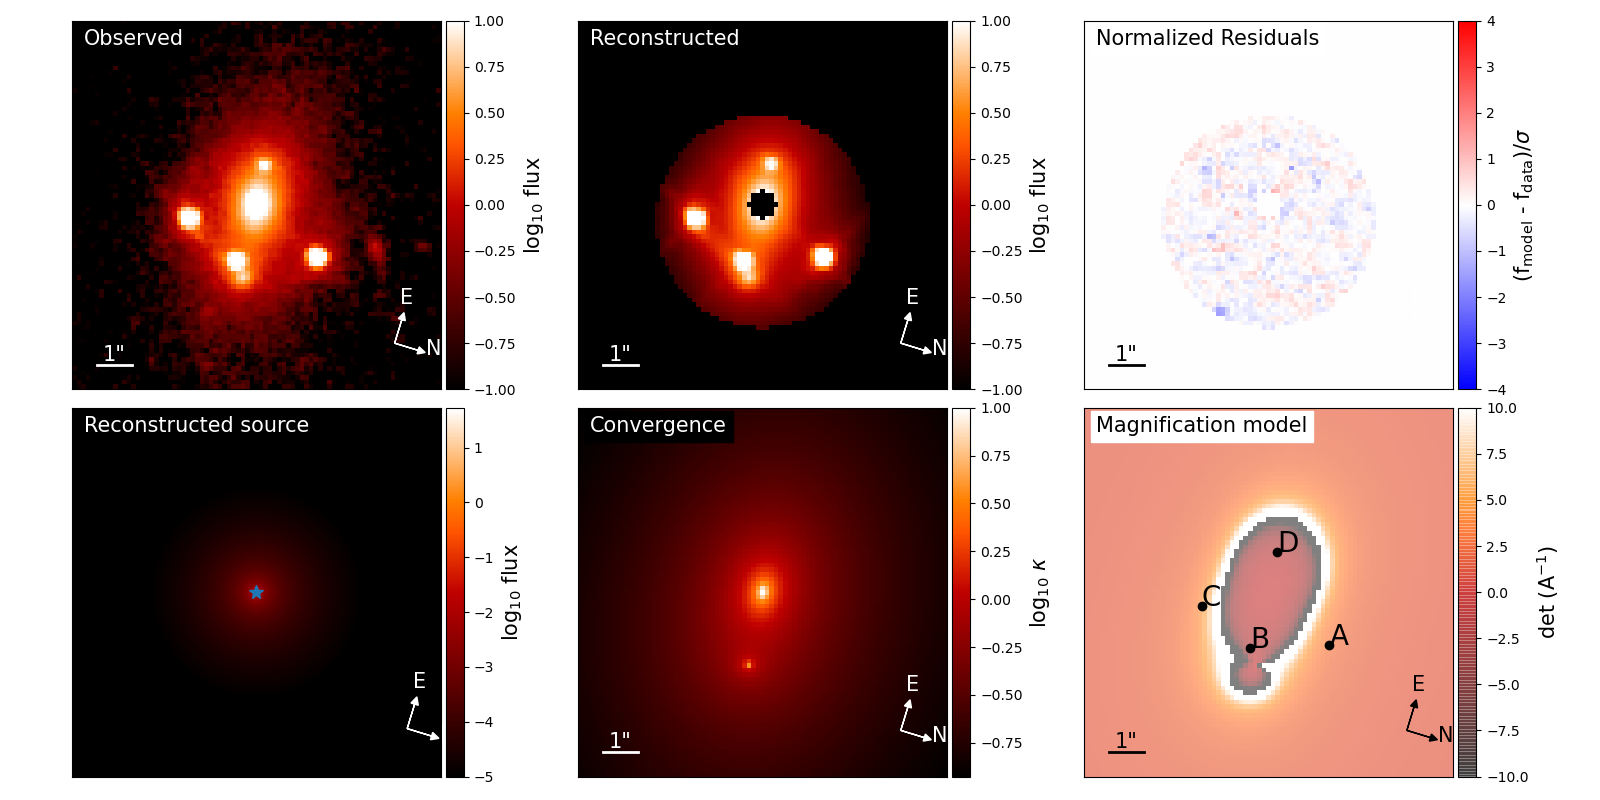 Observed
1.00
0.75
0.50
0.25
0.00
−0.25
−0.50
−0.75
−1.00
log₁₀ flux
E
N
1"
Reconstructed
1.00
0.75
0.50
0.25
0.00
−0.25
−0.50
−0.75
−1.00
log₁₀ flux
E
N
1"
Normalized Residuals
4
3
2
1
0
−1
−2
−3
−4
(f_model - f_data)/σ
1"
Reconstructed source
1
0
−1
−2
−3
−4
−5
log₁₀ flux
E
Convergence
1.00
0.75
0.50
0.25
0.00
−0.25
−0.50
−0.75
log₁₀ κ
E
N
1"
Magnification model
10.0
7.5
5.0
2.5
0.0
−2.5
−5.0
−7.5
−10.0
det (A⁻¹)
D
C
B
A
E
N
1"